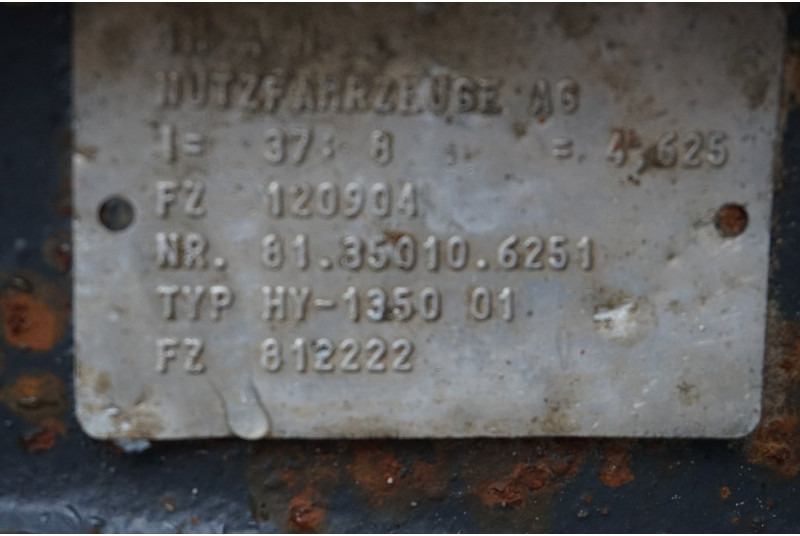 M A N
NUTZFAHRZEUGE AG
I= 37: 8 = 4,625
FZ 120904
NR. 81.35010.6251
TYP HY-1350 01
FZ 812222